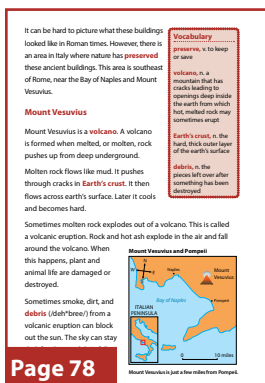 It can be hard to picture what these buildings
looked like in Roman times. However, there is
an area in Italy where nature has preserved
these ancient buildings. This area is southeast
of Rome, near the Bay of Naples and Mount
Vesuvius.
Mount Vesuvius
Mount Vesuvius is a volcano. A volcano
is formed when melted, or molten, rock
pushes up from deep underground.
Molten rock flows like mud. It pushes
through cracks in Earth's crust. It then
flows across earth's surface. Later it cools
and becomes hard.
Sometimes molten rock explodes out of a volcano. This is called
a volcanic eruption. Rock and hot ash explode in the air and fall
around the volcano. When
this happens, plant and
animal life are damaged or
destroyed.
Sometimes smoke, dirt, and
debris (/deh*bree/) from a
volcanic eruption can block
out the sun. The sky can stay
Vocabulary
preserve, v. to keep
or save
volcano, n. a
mountain that has
cracks leading to
openings deep inside
the earth from which
hot, melted rock may
sometimes erupt
Earth's crust, n. the
hard, thick outer layer
of the earth's surface
debris, n. the
pieces left over after
something has been
destroyed
Mount Vesuvius and Pompeii
N
W
E
S
Naples
Mount
Vesuvius
Bay of Naples
Pompeii
ITALIAN
PENINSULA
0 10 miles
Mount Vesuvius is just a few miles from Pompeii.
Page 78